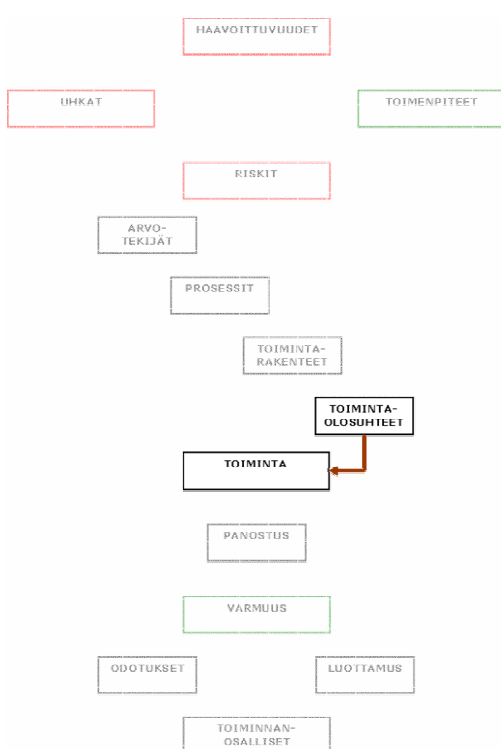 HAAVOITTUVUUDET
UHKAT
TOIMENPITEET
RISKIT
ARVO-
TEKIJÄT
PROSESSIT
TOIMINTA-
RAKENTEET
TOIMINTA-
OLOSUHTEET
TOIMINTA
PANOSTUS
VARMUUS
ODOTUKSET
LUOTTAMUS
TOIMINNAN-
OSALLISET